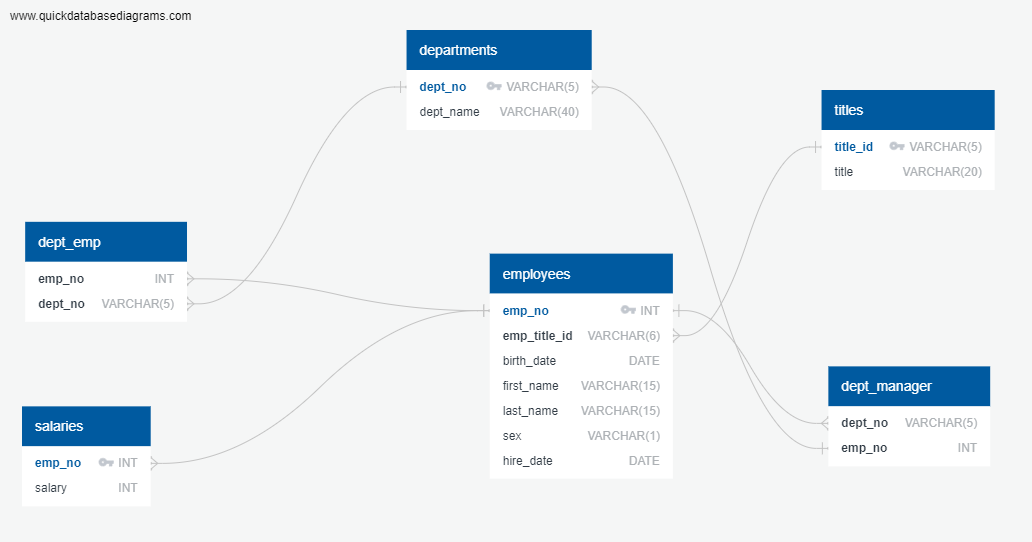 www.quickdatabasediagrams.com
departments
dept_no VARCHAR(5)
dept_name VARCHAR(40)
titles
title_id VARCHAR(5)
title VARCHAR(20)
dept_emp
emp_no INT
dept_no VARCHAR(5)
employees
emp_no INT
emp_title_id VARCHAR(6)
birth_date DATE
first_name VARCHAR(15)
last_name VARCHAR(15)
sex VARCHAR(1)
hire_date DATE
dept_manager
dept_no VARCHAR(5)
emp_no INT
salaries
emp_no INT
salary INT